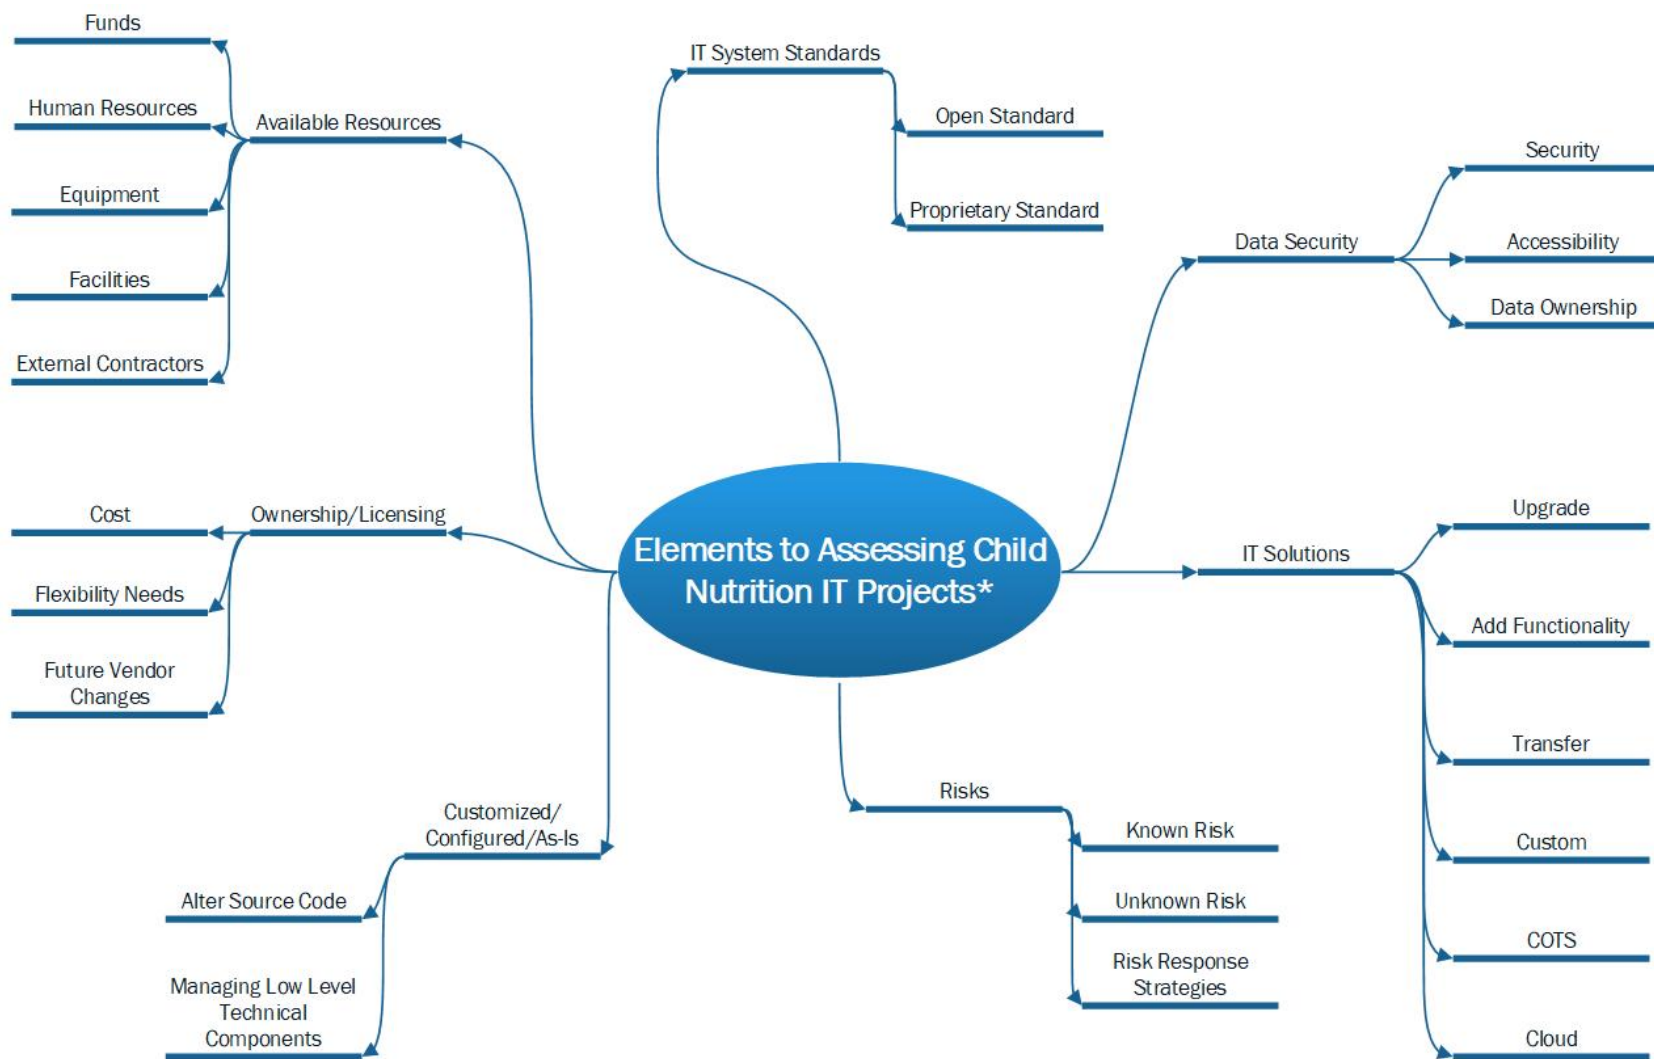 Funds
Human Resources
Available Resources
Equipment
Facilities
External Contractors
IT System Standards
Open Standard
Proprietary Standard
Security
Data Security
Accessibility
Data Ownership
Elements to Assessing Child
Nutrition IT Projects*
Cost
Ownership/Licensing
Flexibility Needs
Future Vendor
Changes
Upgrade
IT Solutions
Add Functionality
Transfer
Custom
COTS
Cloud
Customized/
Configured/As-Is
Alter Source Code
Managing Low Level
Technical
Components
Risks
Known Risk
Unknown Risk
Risk Response
Strategies